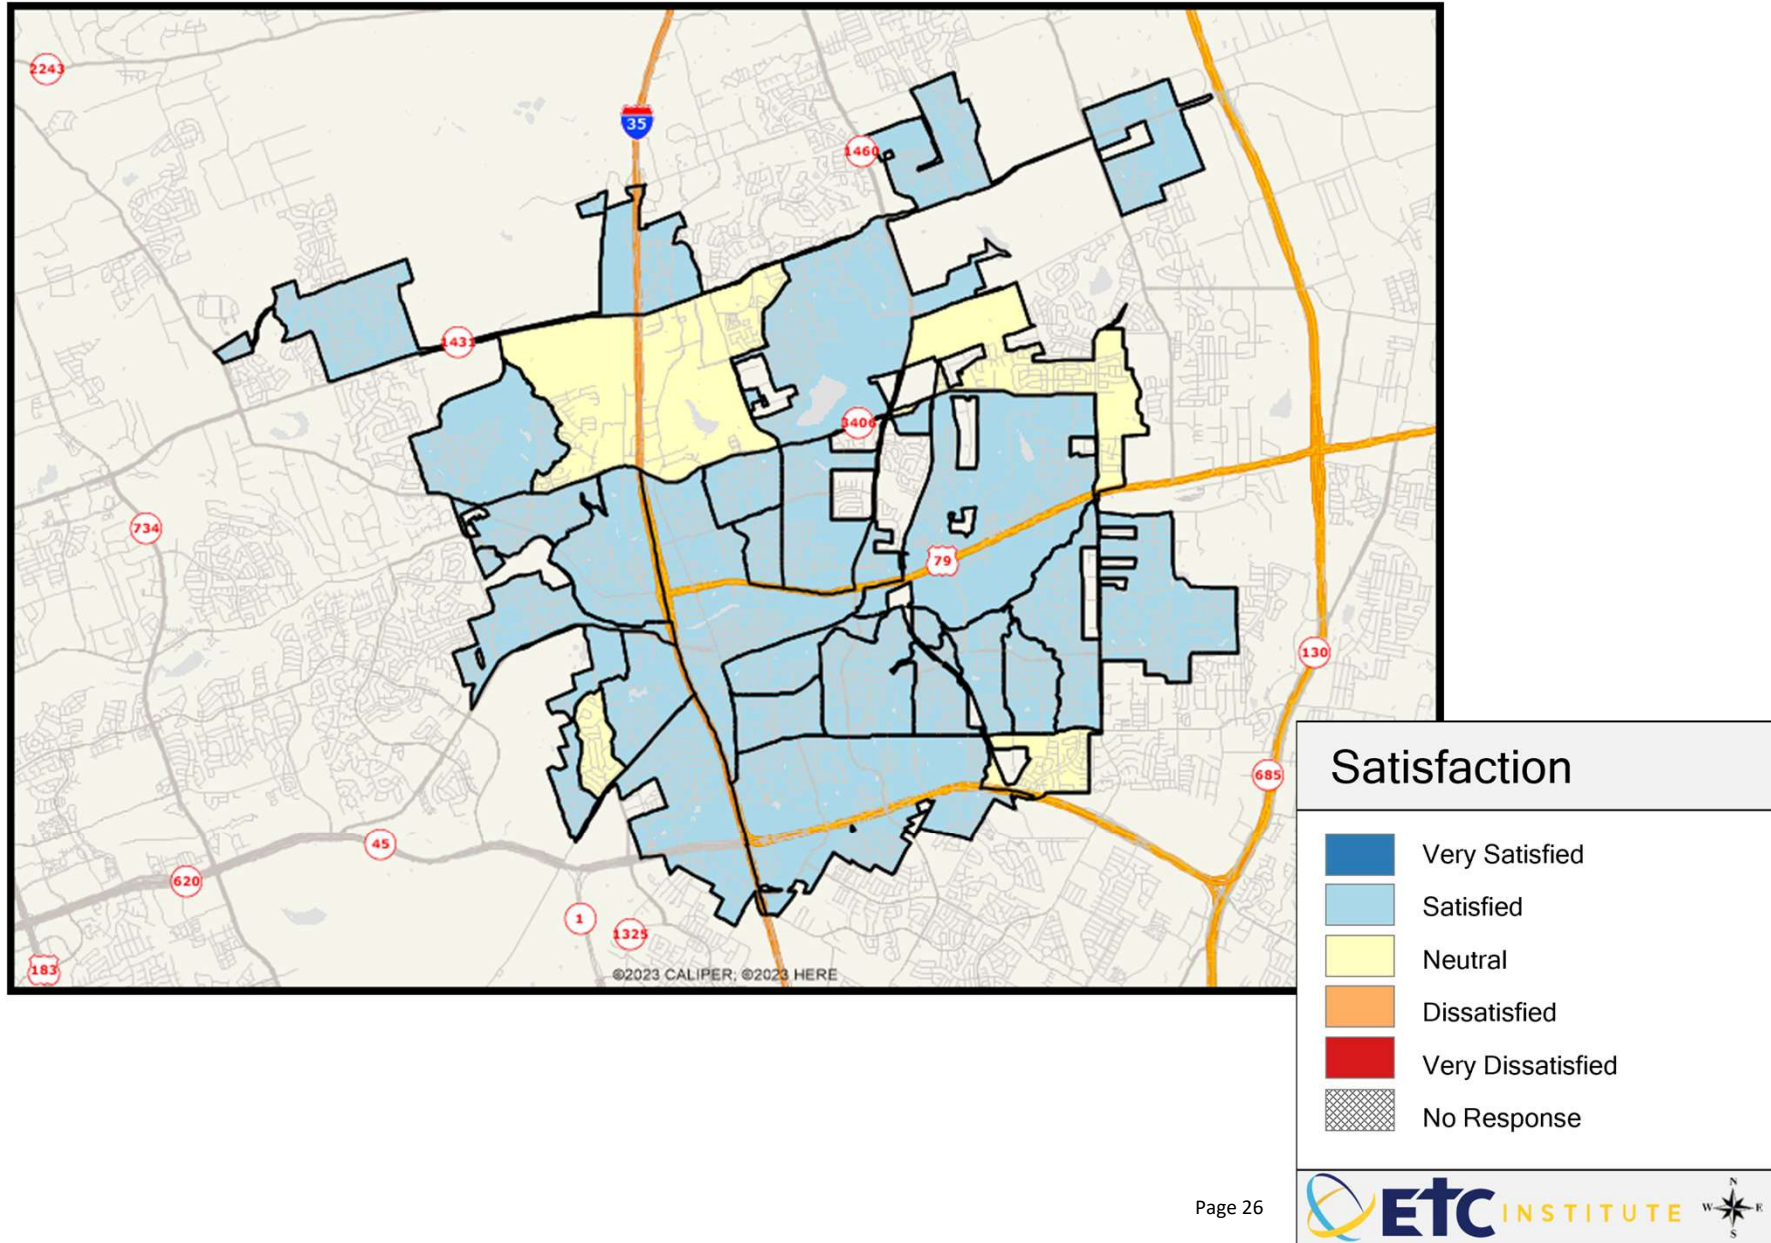 2243
35
1460
1431
3406
734
79
130
685
45
620
1
1325
183
©2023 CALIPER; ©2023 HERE
Satisfaction
Very Satisfied
Satisfied
Neutral
Dissatisfied
Very Dissatisfied
No Response
Page 26
ETC INSTITUTE
N
W E
S